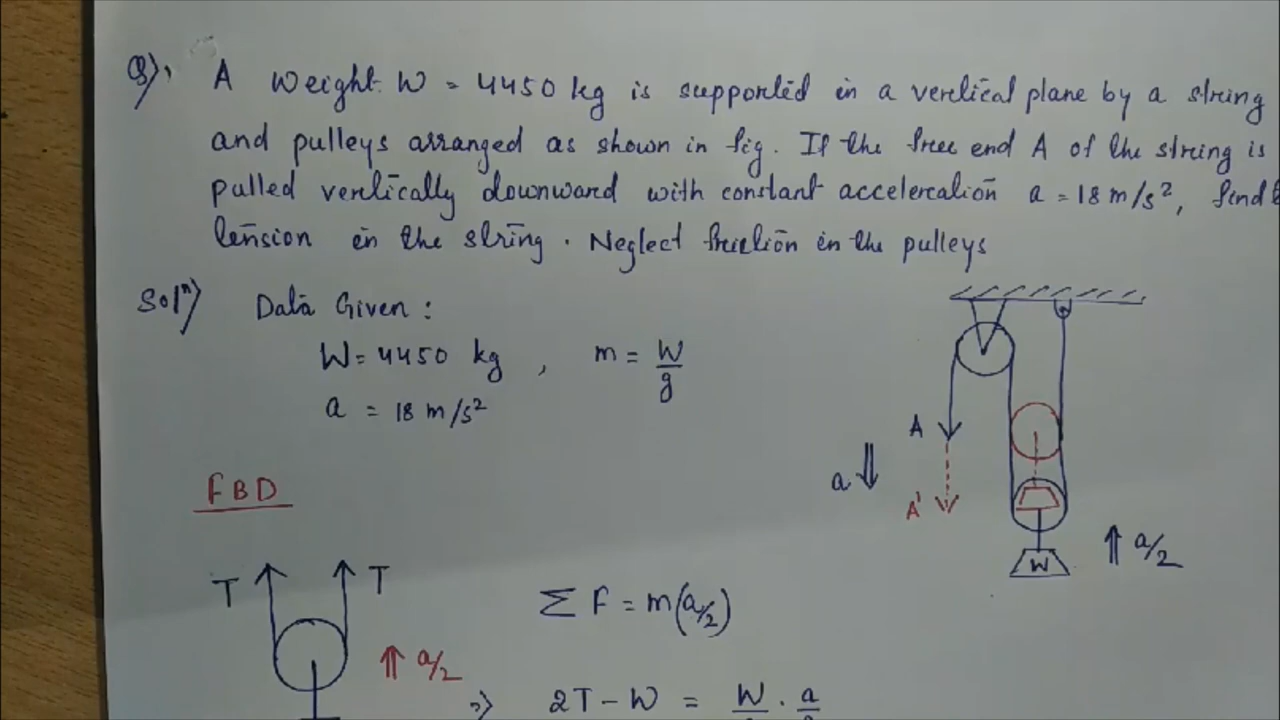 Q). A Weight W = 4450 kg is supported in a vertical plane by a string
and pulleys arranged as shown in fig. If the free end A of the string is
pulled vertically downward with constant acceleration a = 18 m/s², find
tension in the string. Neglect friction in the pulleys
Solⁿ) Data Given :
W = 4450 kg , m = W/g
a = 18 m/s²
A
a
A'
W
a/2
FBD
T T
a/2
Σ F = m(a/2)
⇒ 2T - W = W . a